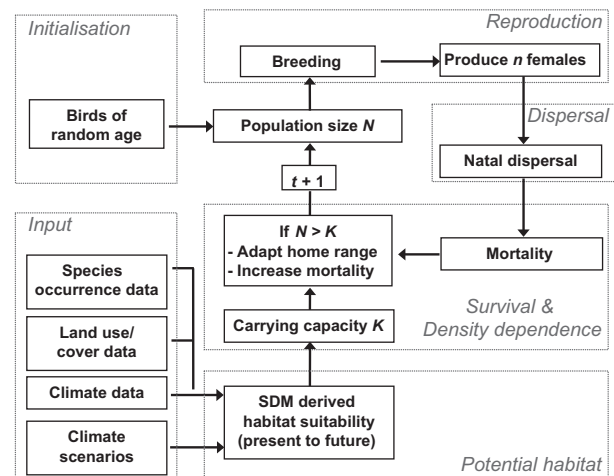 Initialisation
Reproduction
Breeding
Produce n females
Birds of
random age
Population size N
Dispersal
Natal dispersal
t + 1
Input
If N > K
- Adapt home range
- Increase mortality
Mortality
Species
occurrence data
Land use/
cover data
Carrying capacity K
Survival &
Density dependence
Climate data
SDM derived
habitat suitability
(present to future)
Climate
scenarios
Potential habitat